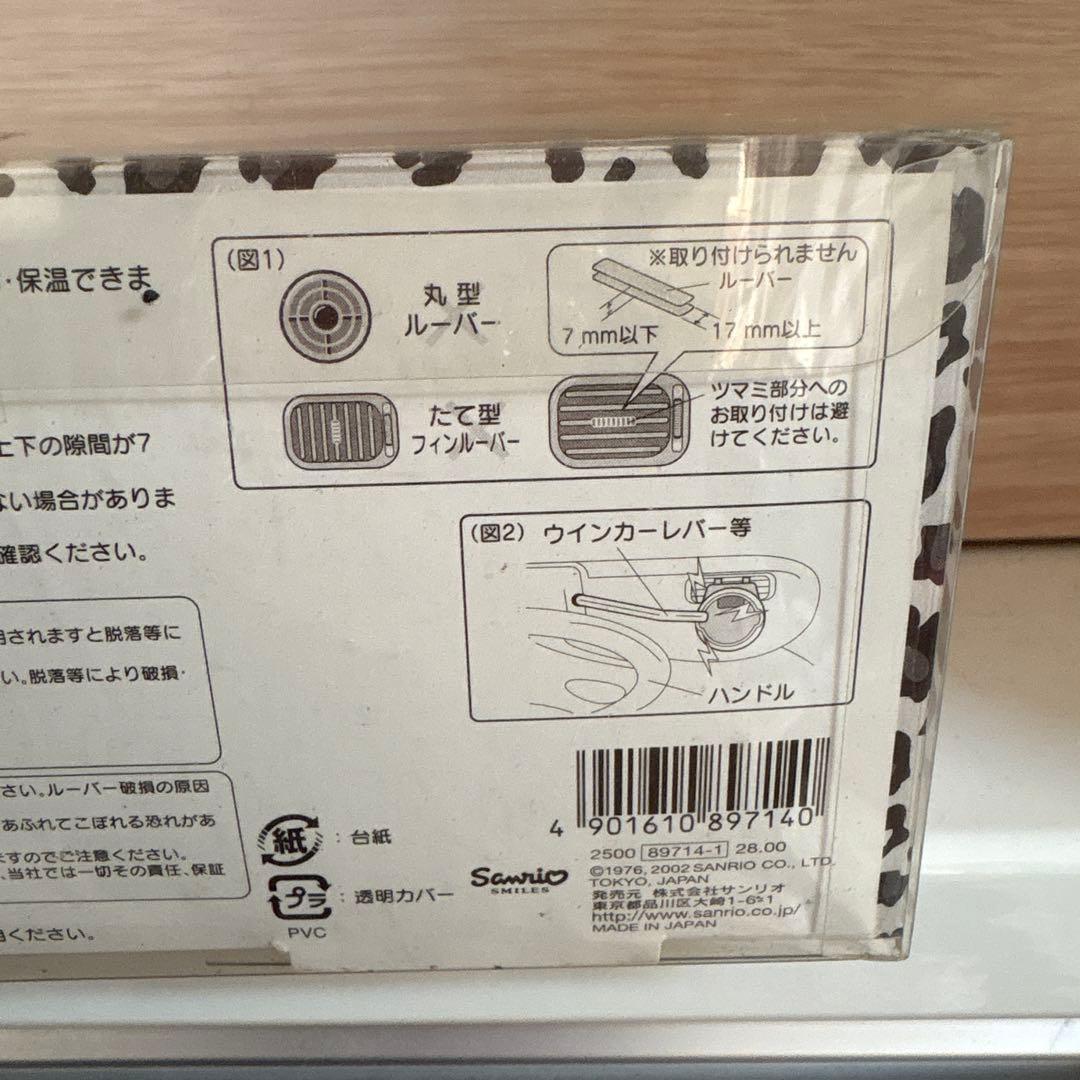 ・保温できま
上下の隙間が7
ない場合がありま
確認ください。
用されますと脱落等に
い。脱落等により破損・
さい。ルーバー破損の原因
あふれてこぼれる恐れがあ
ますのでご注意ください。
、当社では一切その責任、保証
ください。
(図1)
丸型
ルーバー
※取り付けられません
ルーバー
7mm以下
17mm以上
たて型
フィンルーバー
ツマミ部分への
お取り付けは避
けてください。
(図2) ウインカーレバー等
ハンドル
紙:台紙
プラ:透明カバー
PVC
Sanrio
SMILES
4 901610 897140
2500 89714-1 28.00
©1976, 2002 SANRIO CO., LTD.
TOKYO, JAPAN
発売元 株式会社サンリオ
東京都品川区大崎1-6-1
http://www.sanrio.co.jp/
MADE IN JAPAN